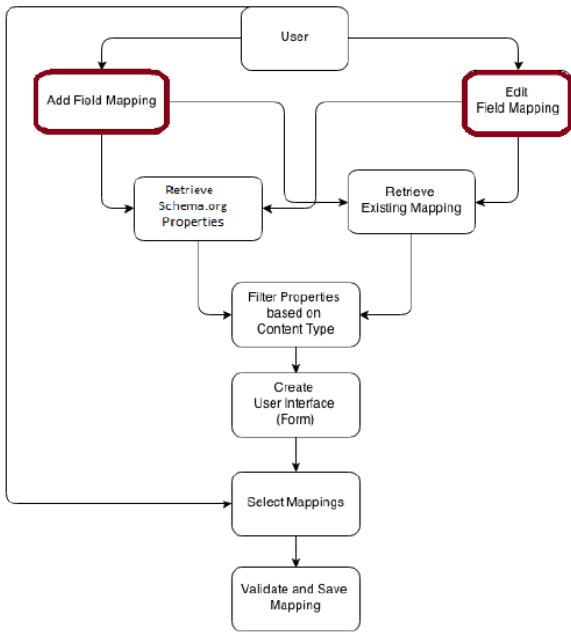 User
Add Field Mapping
Edit
Field Mapping
Retrieve
Schema.org
Properties
Retrieve
Existing Mapping
Filter Properties
based on
Content Type
Create
User Interface
(Form)
Select Mappings
Validate and Save
Mapping